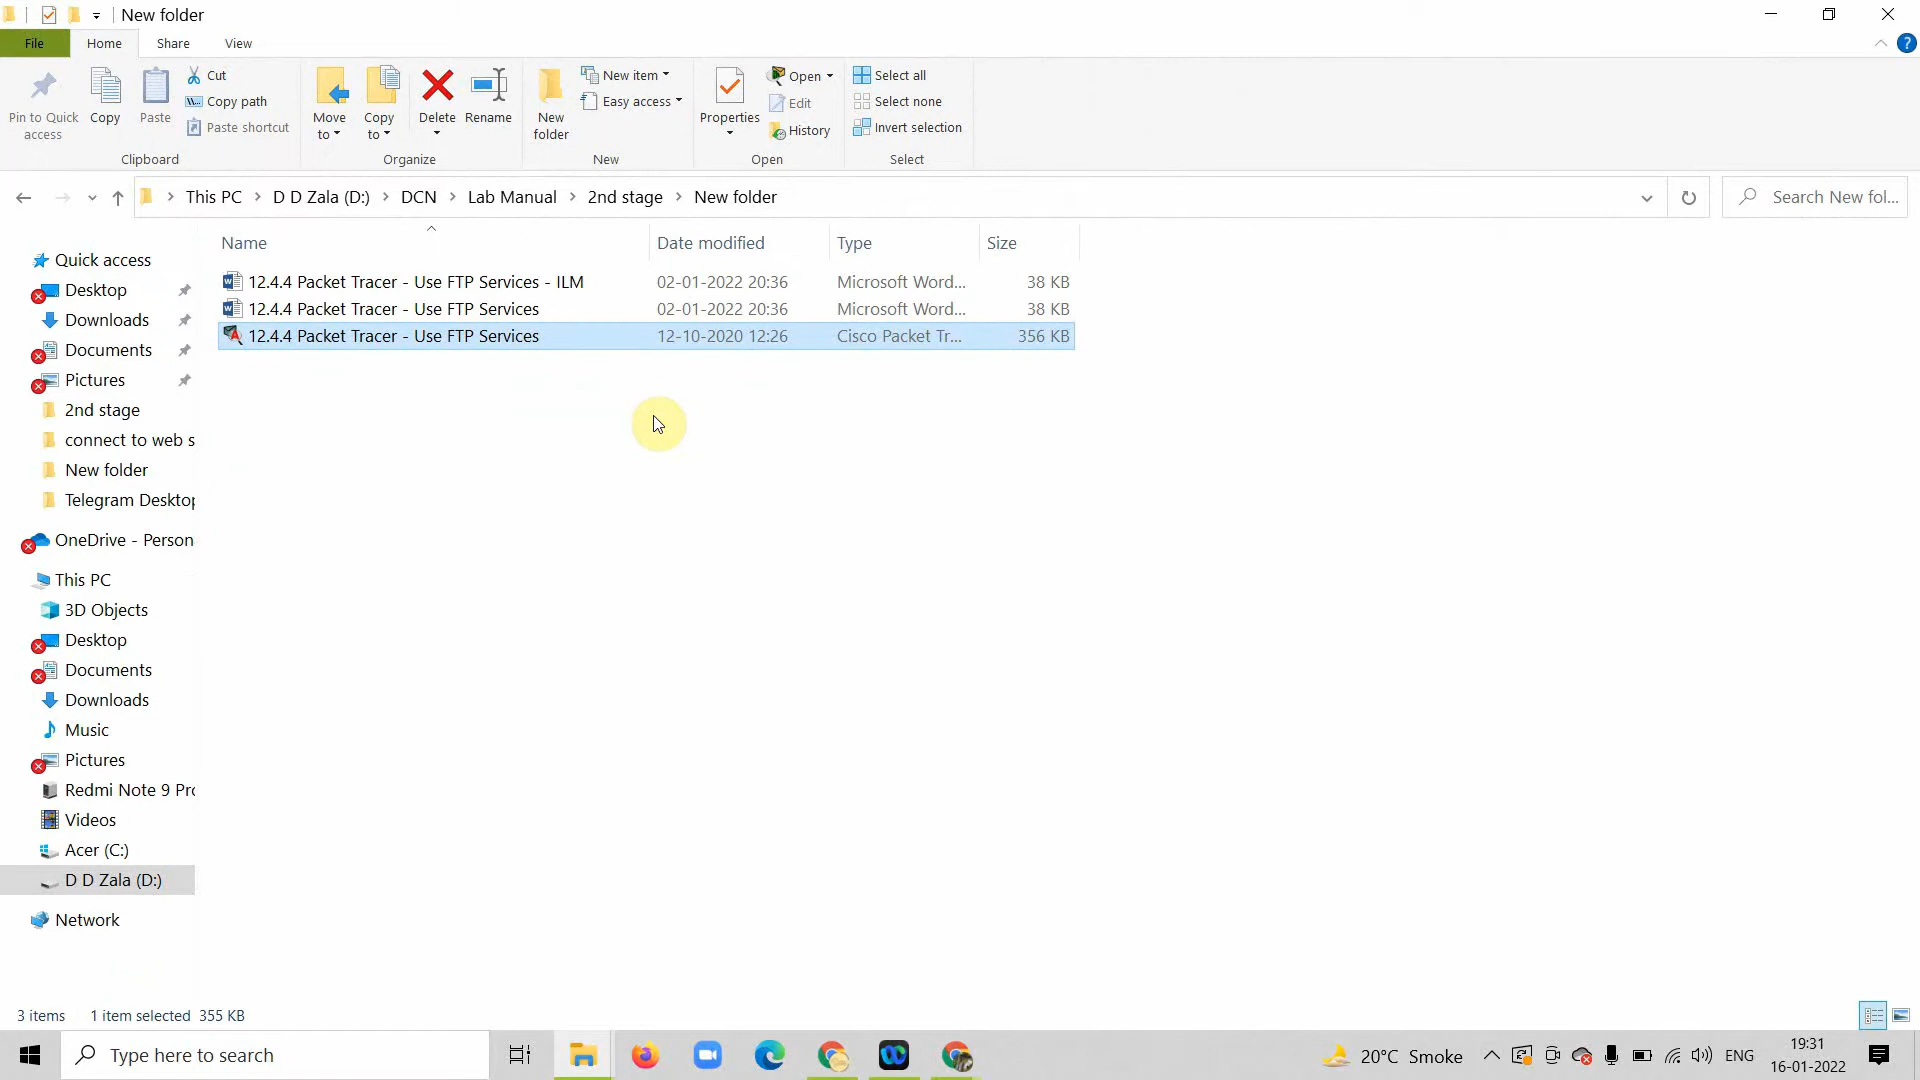 New folder
File Home Share View
Pin to Quick access
Copy
Paste
Cut
Copy path
Paste shortcut
Clipboard
Move to
Copy to
Delete
Rename
Organize
New folder
New item
Easy access
New
Properties
Open
Edit
History
Open
Select all
Select none
Invert selection
Select
This PC D D Zala (D:) DCN Lab Manual 2nd stage New folder
Search New fol...
Name Date modified Type Size
12.4.4 Packet Tracer - Use FTP Services - ILM 02-01-2022 20:36 Microsoft Word... 38 KB
12.4.4 Packet Tracer - Use FTP Services 02-01-2022 20:36 Microsoft Word... 38 KB
12.4.4 Packet Tracer - Use FTP Services 12-10-2020 12:26 Cisco Packet Tr... 356 KB
Quick access
Desktop
Downloads
Documents
Pictures
2nd stage
connect to web s
New folder
Telegram Desktop
OneDrive - Person
This PC
3D Objects
Desktop
Documents
Downloads
Music
Pictures
Redmi Note 9 Pro
Videos
Acer (C:)
D D Zala (D:)
Network
3 items 1 item selected 355 KB
Type here to search
20°C Smoke
ENG
19:31
16-01-2022